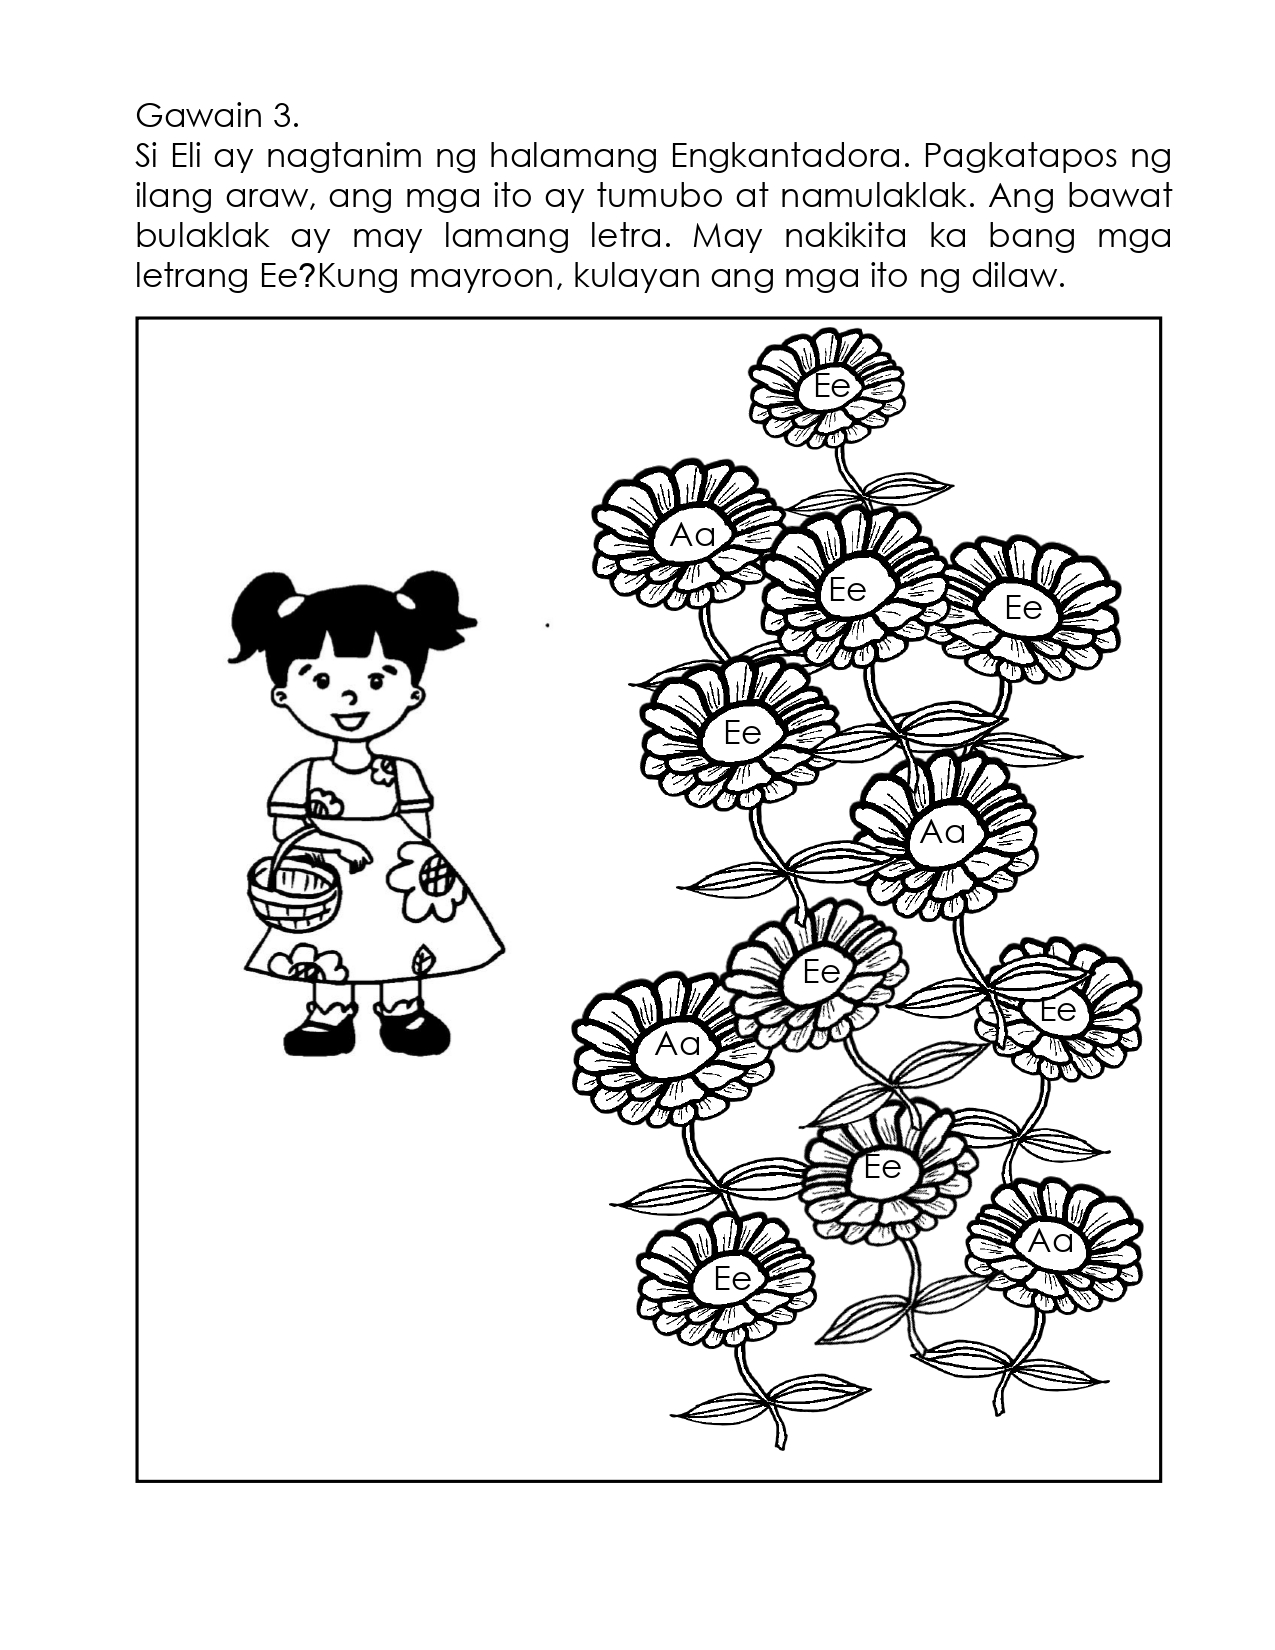 Gawain 3.
Si Eli ay nagtanim ng halamang Engkantadora. Pagkatapos ng
ilang araw, ang mga ito ay tumubo at namulaklak. Ang bawat
bulaklak ay may lamang letra. May nakikita ka bang mga
letrang Ee?Kung mayroon, kulayan ang mga ito ng dilaw.
Ee
Aa
Ee
Ee
Ee
Aa
Ee
Ee
Aa
Ee
Aa
Ee